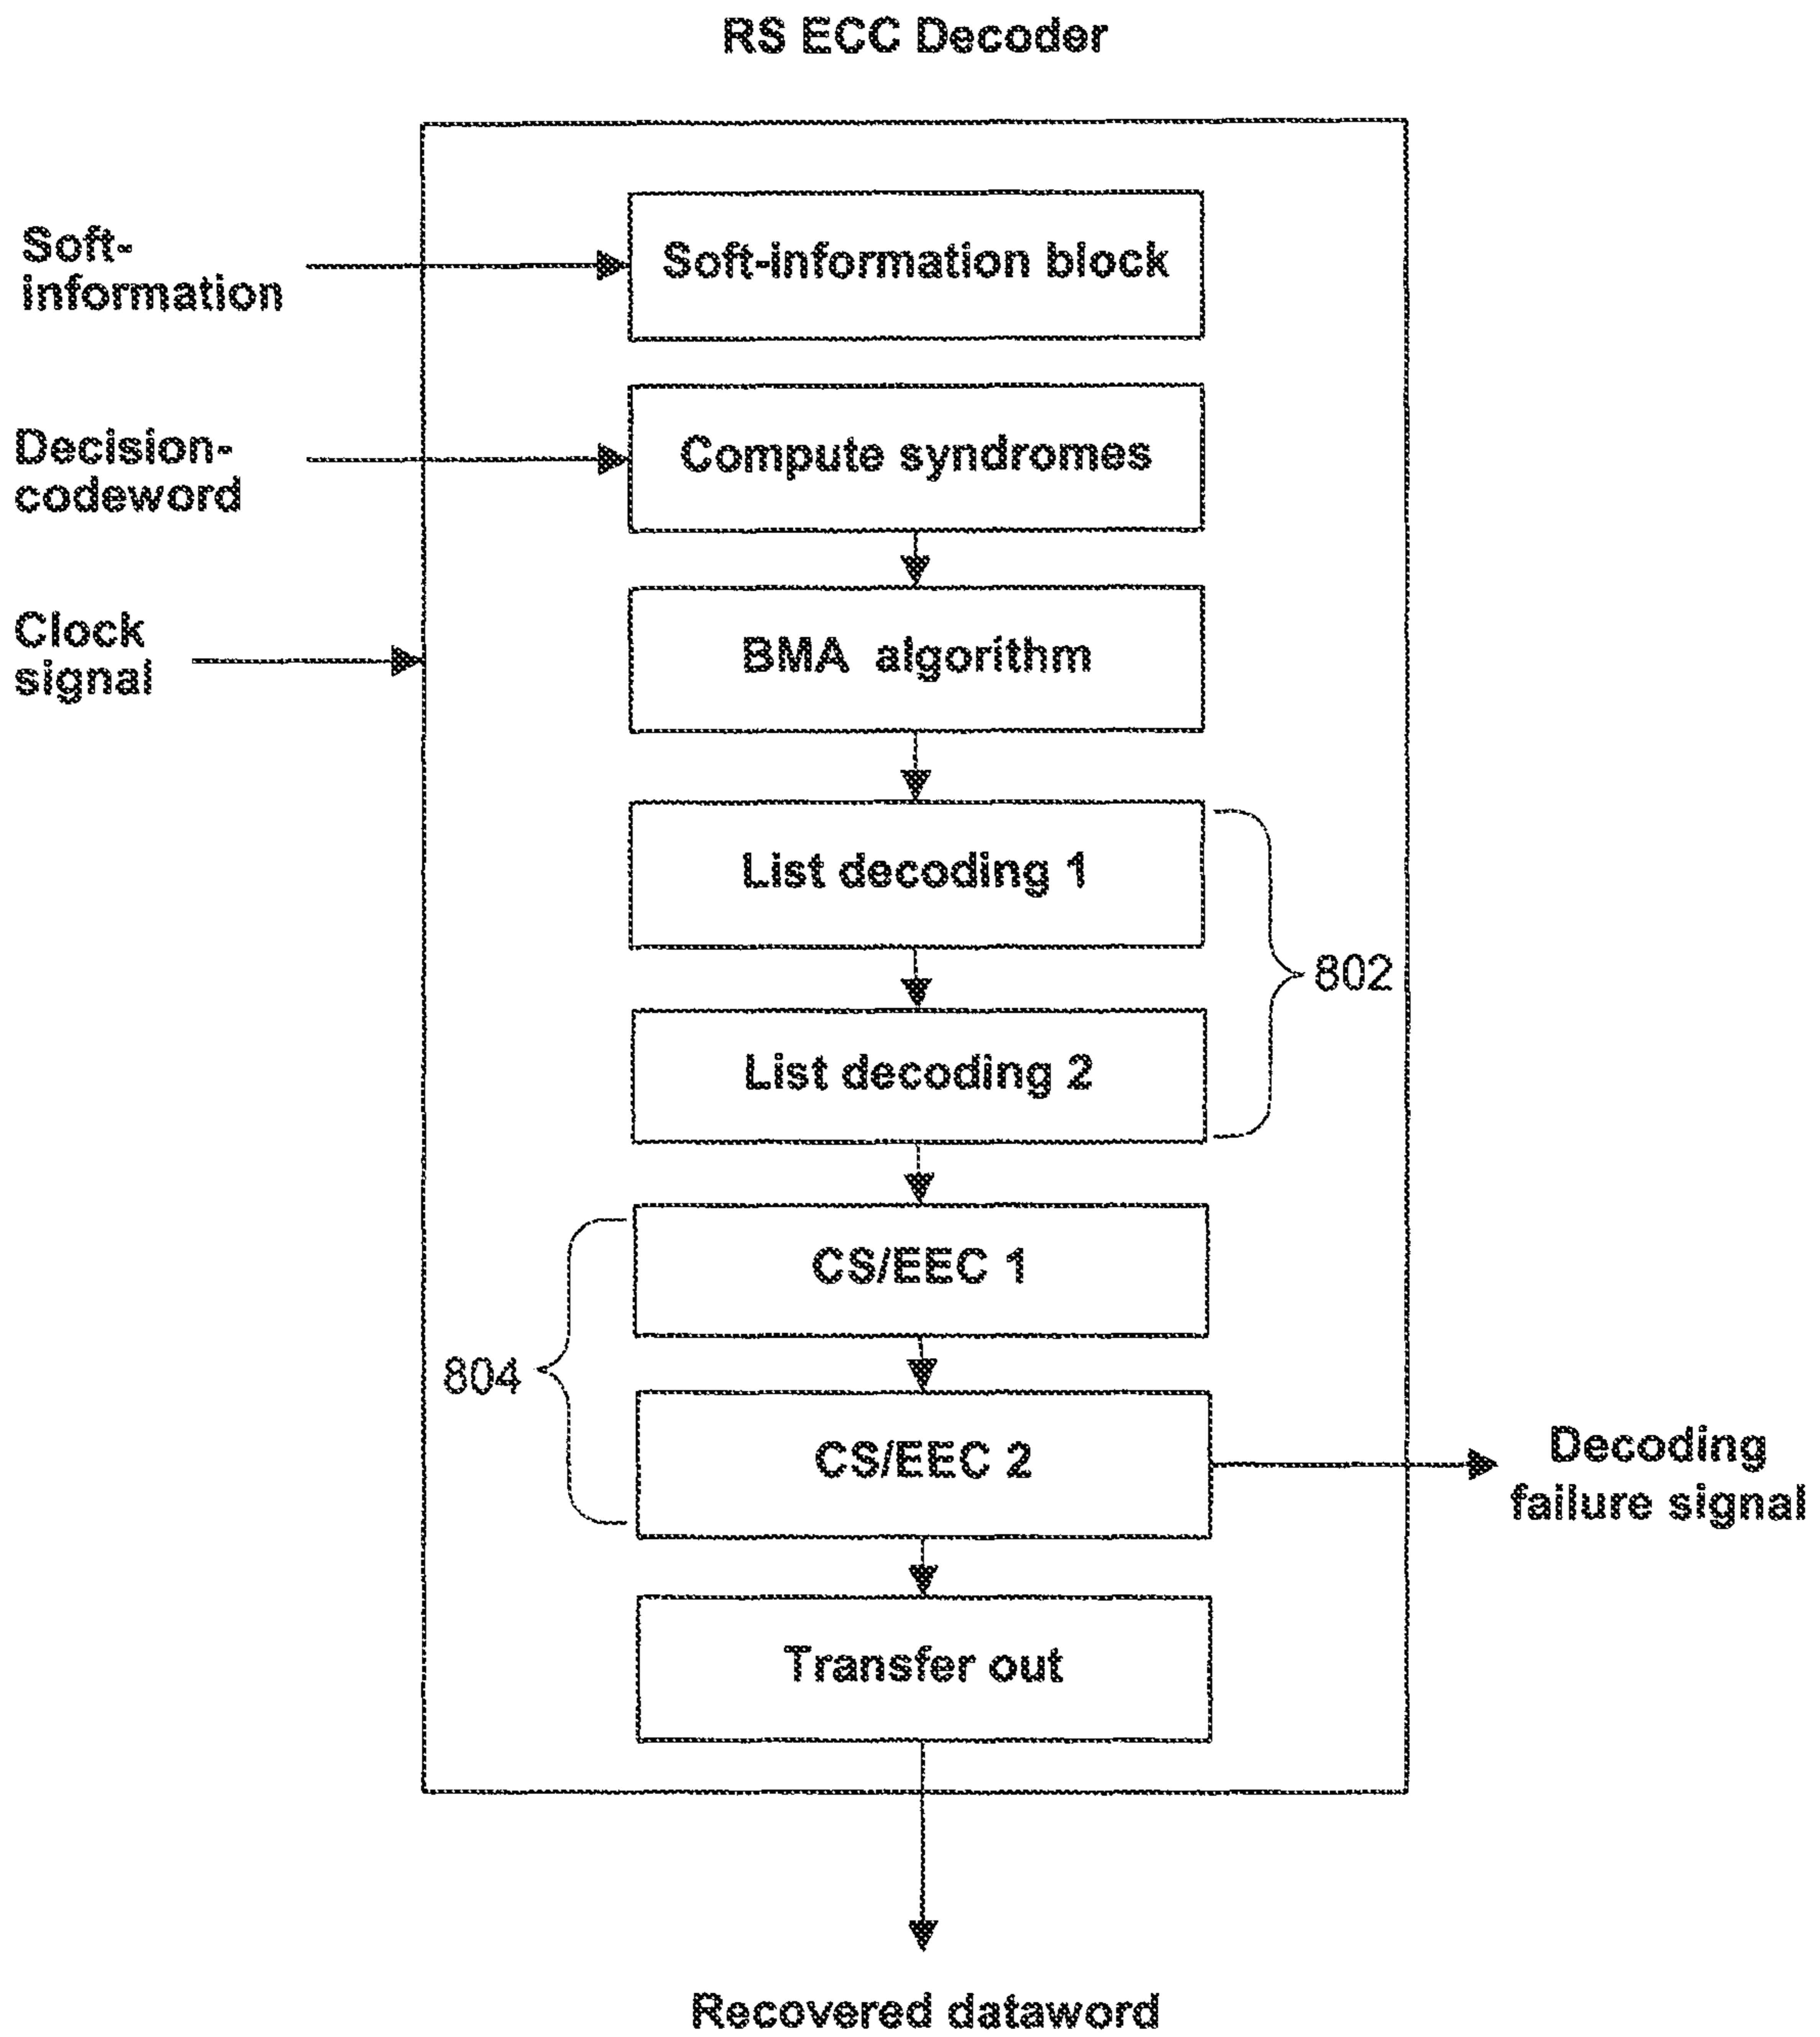 RS ECC Decoder
Soft-
information
Soft-information block
Decision-
codeword
Compute syndromes
Clock
signal
BMA algorithm
List decoding 1
802
List decoding 2
CS/EEC 1
804
CS/EEC 2
Decoding
failure signal
Transfer out
Recovered dataword